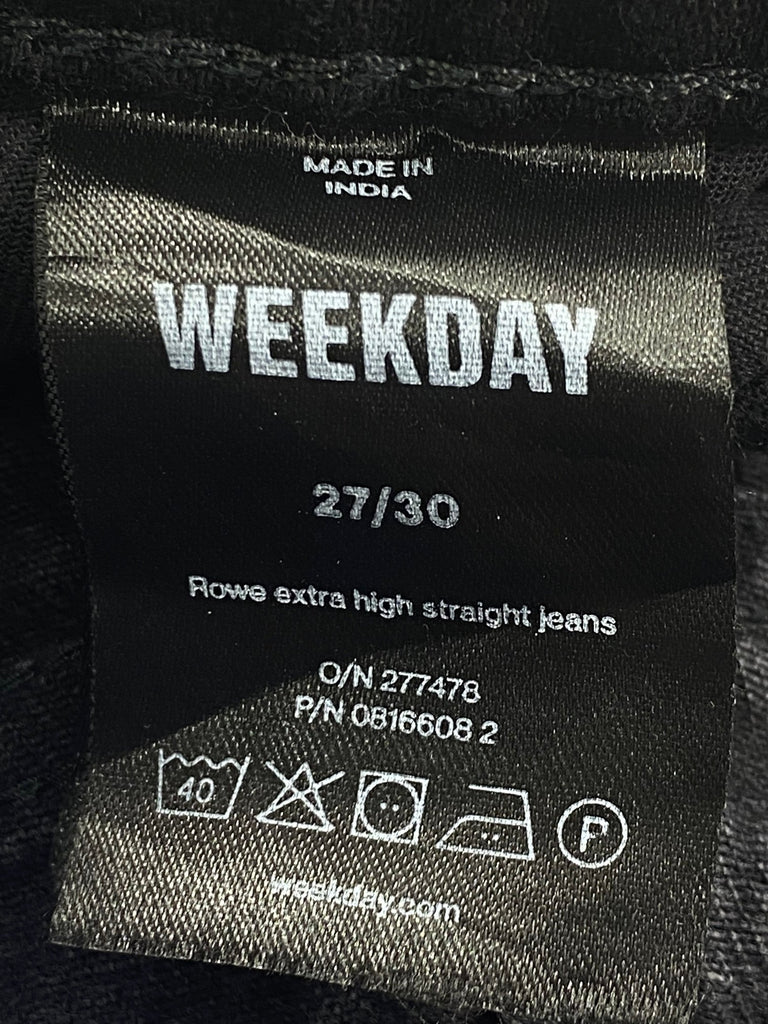 MADE IN
INDIA
WEEKDAY
27/30
Rowe extra high straight jeans
O/N 277478
P/N 0816608 2
40 P
weekday.com